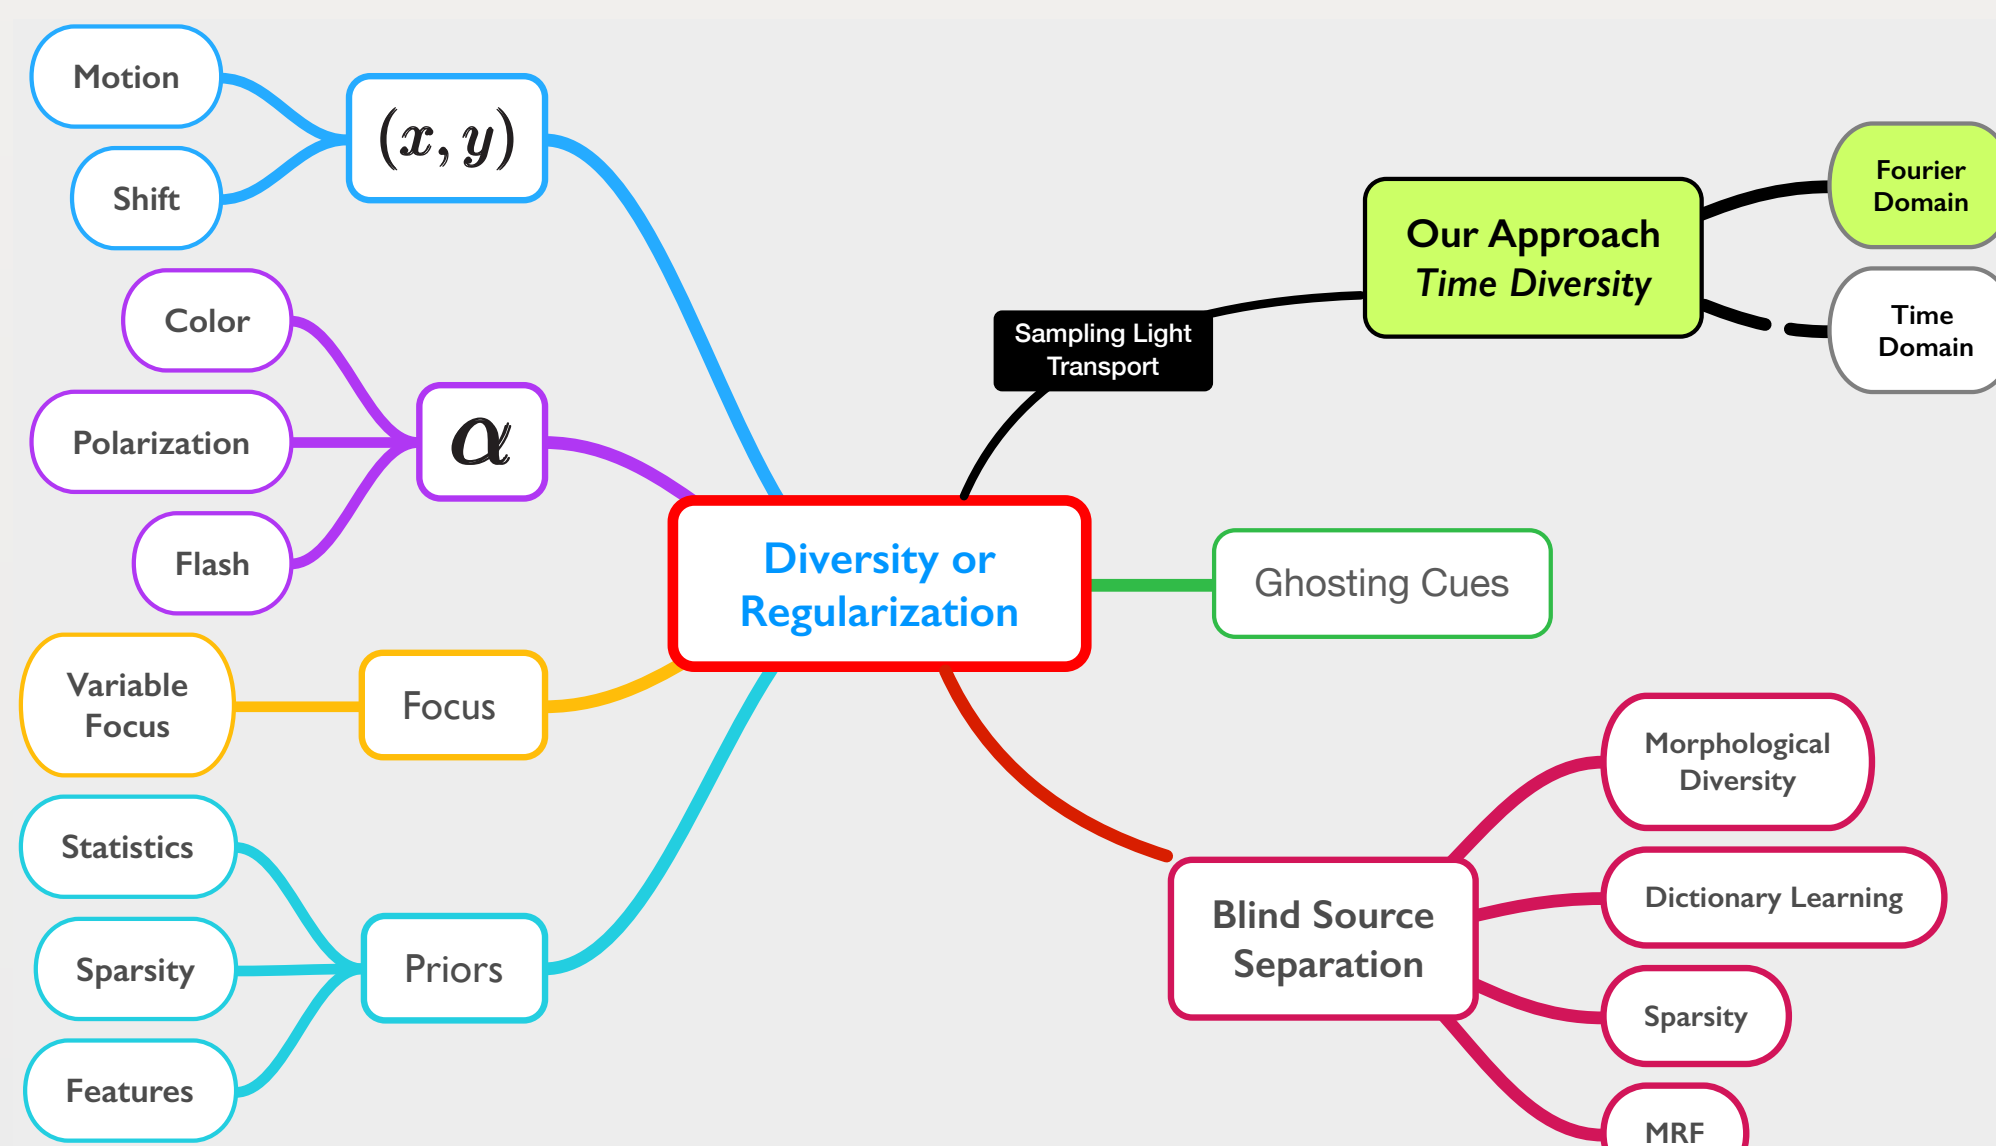 Motion
Shift
(x, y)
Color
Polarization
Flash
α
Variable
Focus
Focus
Statistics
Sparsity
Features
Priors
Diversity or
Regularization
Sampling Light
Transport
Our Approach
Time Diversity
Fourier
Domain
Time
Domain
Ghosting Cues
Blind Source
Separation
Morphological
Diversity
Dictionary Learning
Sparsity
MRF